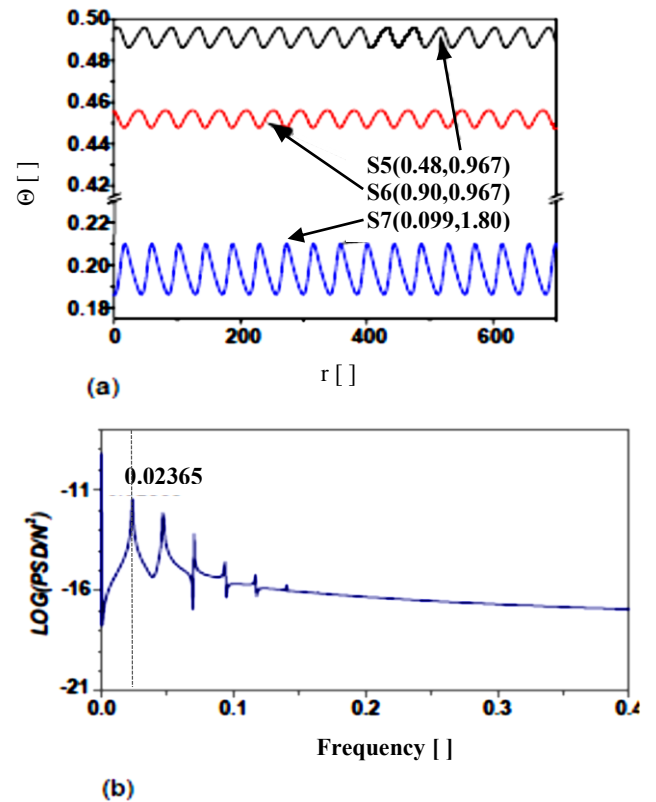 0.50
0.48
0.46
0.44
0.42
0.22
0.20
0.18
Θ [ ]
S5(0.48,0.967)
S6(0.90,0.967)
S7(0.099,1.80)
0 200 400 600
r [ ]
(a)
0.02365
-11
-16
-21
LOG(PSD/N²)
0.0 0.1 0.2 0.3 0.4
Frequency [ ]
(b)